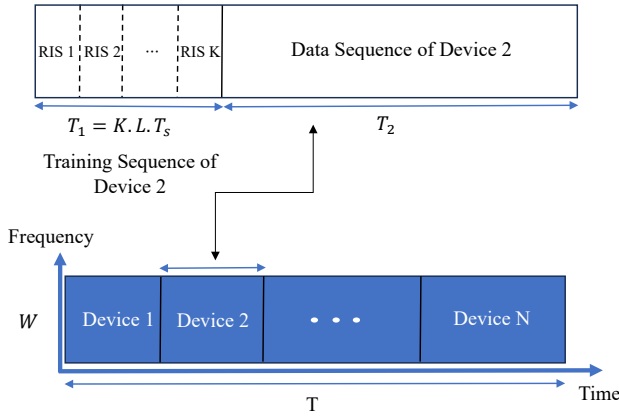 RIS 1 RIS 2 ... RIS K Data Sequence of Device 2
T₁ = K.L.Tₛ T₂
Training Sequence of
Device 2
Frequency
W Device 1 Device 2 • • • Device N
Time
T